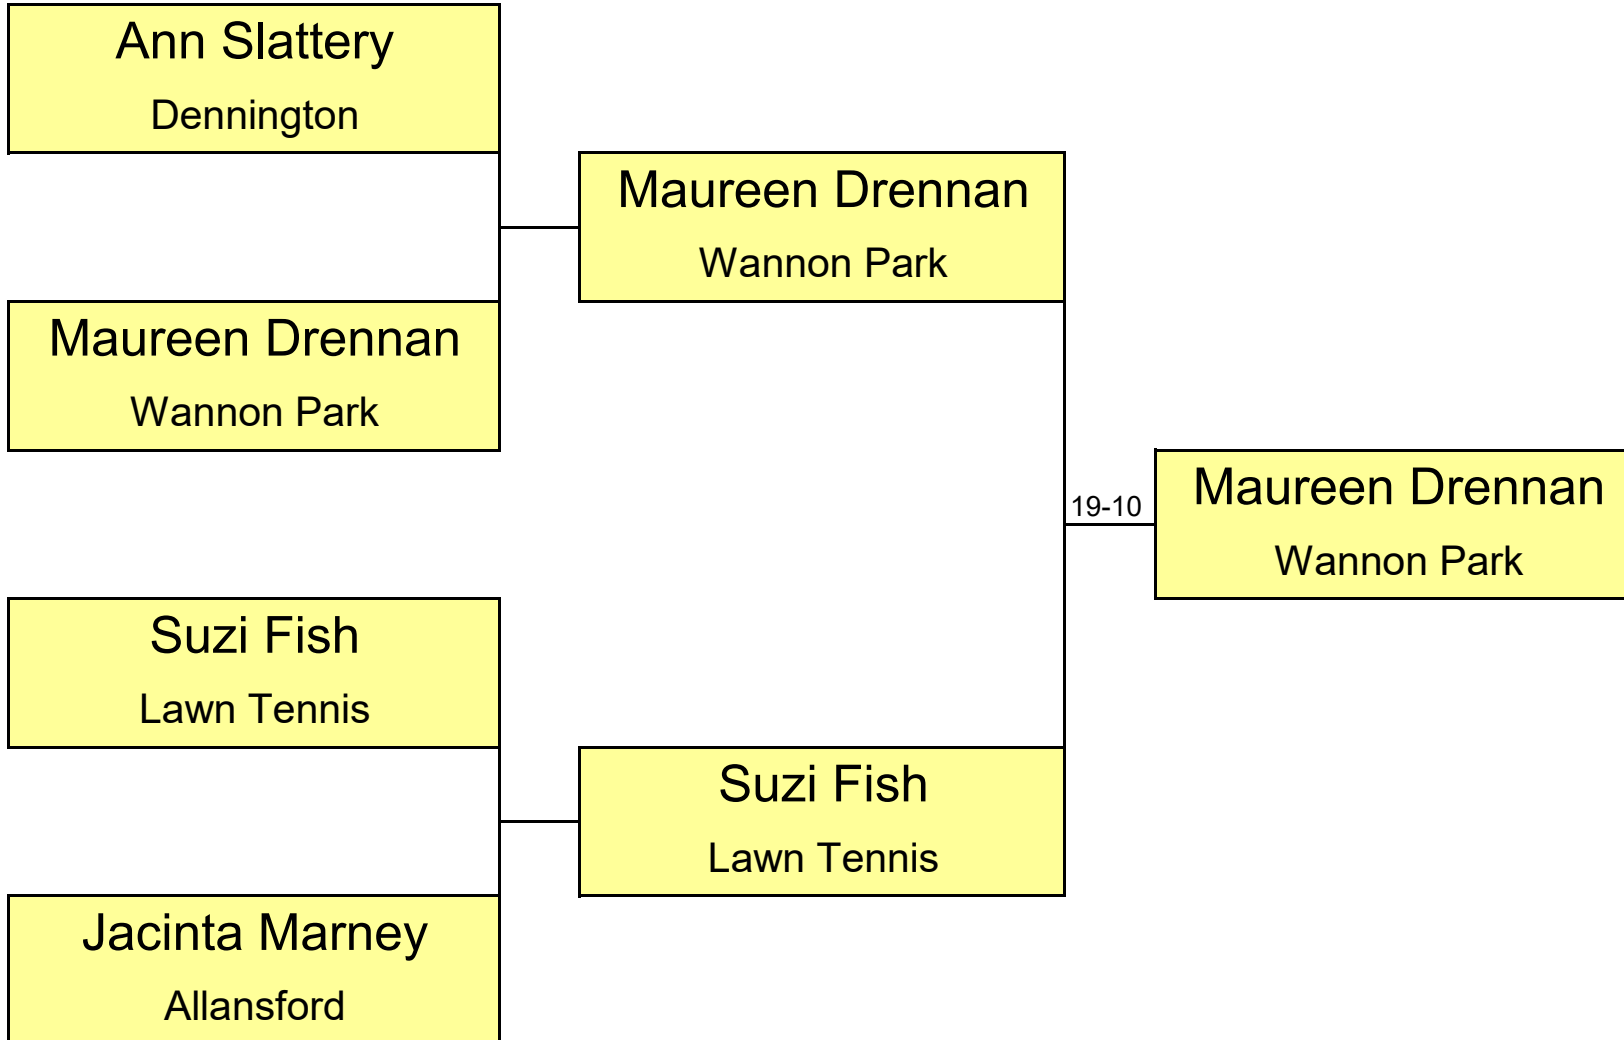 Ann Slattery
Dennington
Maureen Drennan
Wannon Park
Maureen Drennan
Wannon Park
19-10
Maureen Drennan
Wannon Park
Suzi Fish
Lawn Tennis
Suzi Fish
Lawn Tennis
Jacinta Marney
Allansford